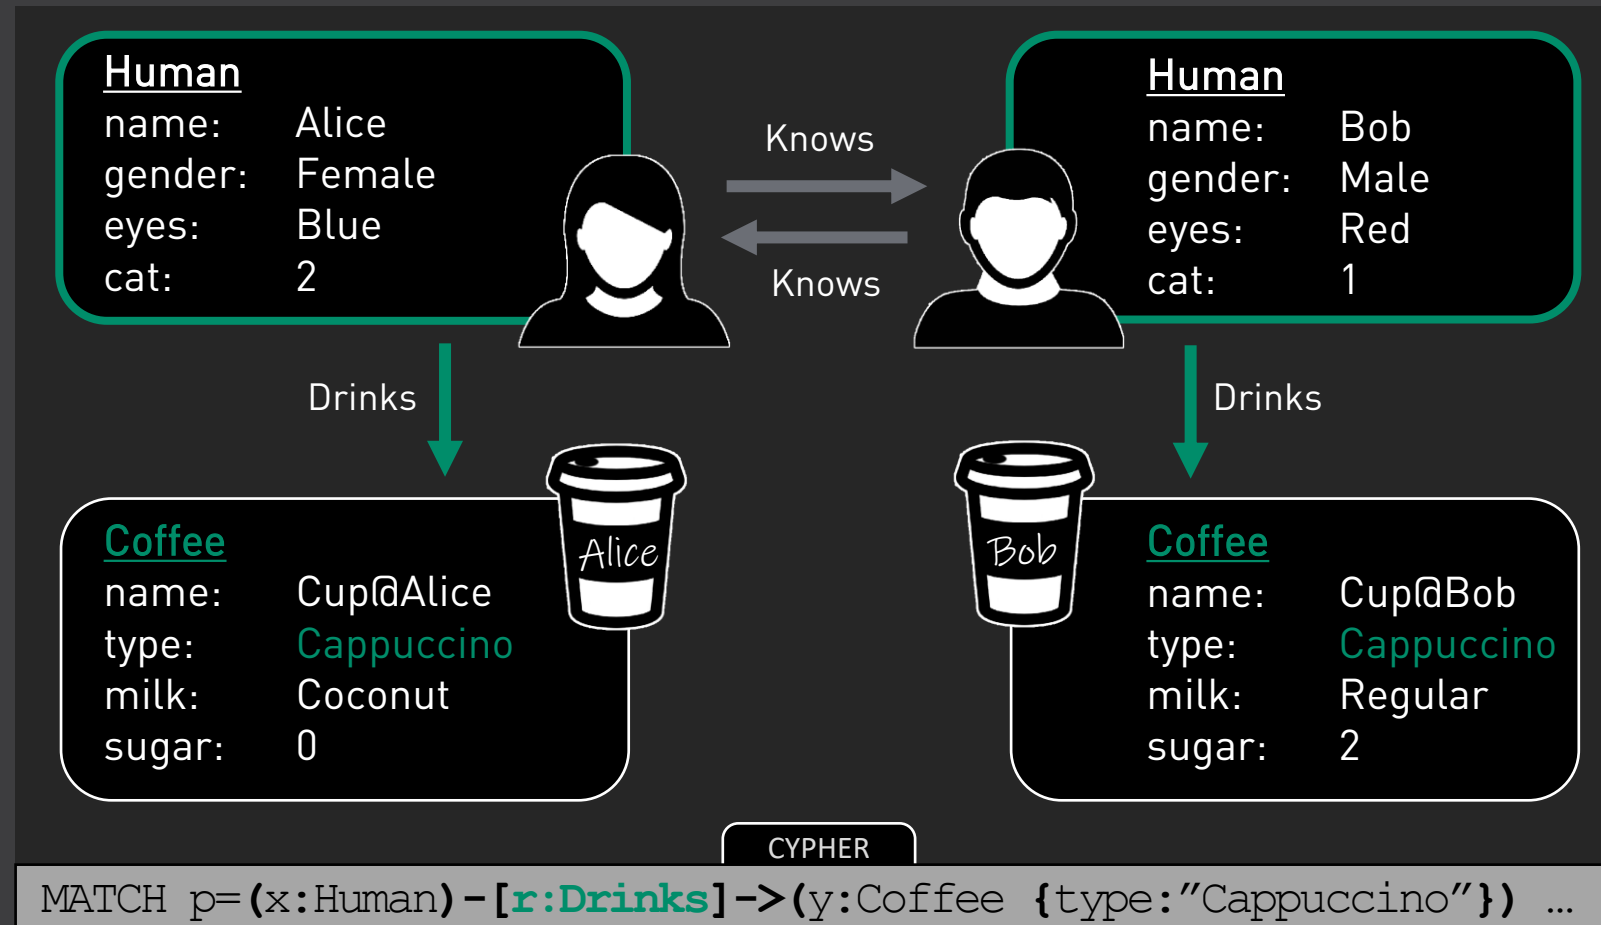 Human
name: Alice
gender: Female
eyes: Blue
cat: 2
Knows
Knows
Human
name: Bob
gender: Male
eyes: Red
cat: 1
Drinks
Drinks
Coffee
name: Cup@Alice
type: Cappuccino
milk: Coconut
sugar: 0
Alice
Bob
Coffee
name: Cup@Bob
type: Cappuccino
milk: Regular
sugar: 2
CYPHER
MATCH p=(x:Human)-[r:Drinks]->(y:Coffee {type:”Cappuccino”}) …